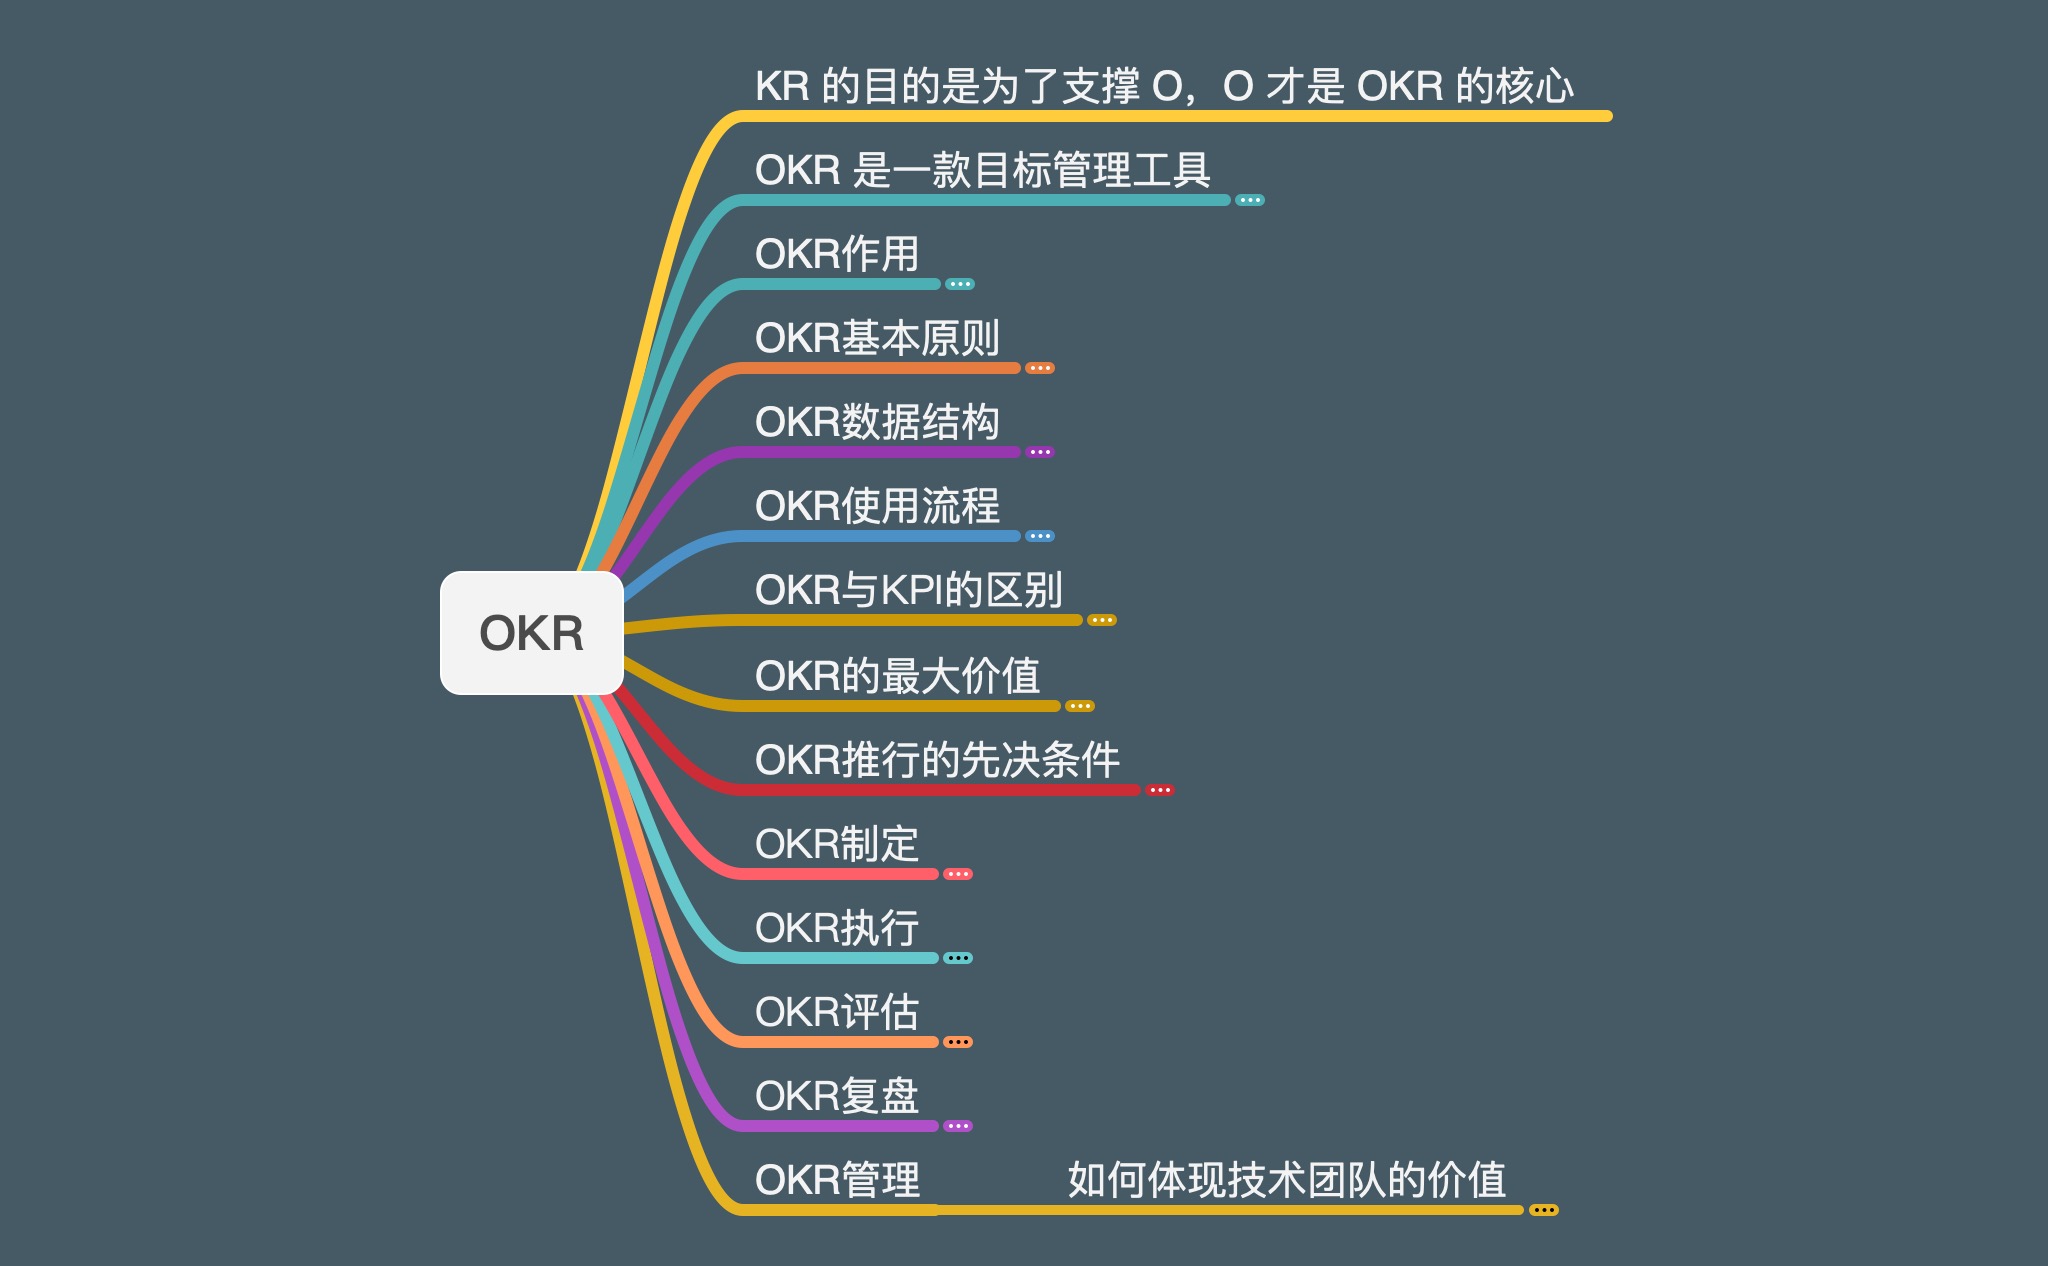 KR 的目的是为了支撑 O，O 才是 OKR 的核心
OKR 是一款目标管理工具
OKR作用
OKR基本原则
OKR数据结构
OKR使用流程
OKR与KPI的区别
OKR
OKR的最大价值
OKR推行的先决条件
OKR制定
OKR执行
OKR评估
OKR复盘
OKR管理 如何体现技术团队的价值